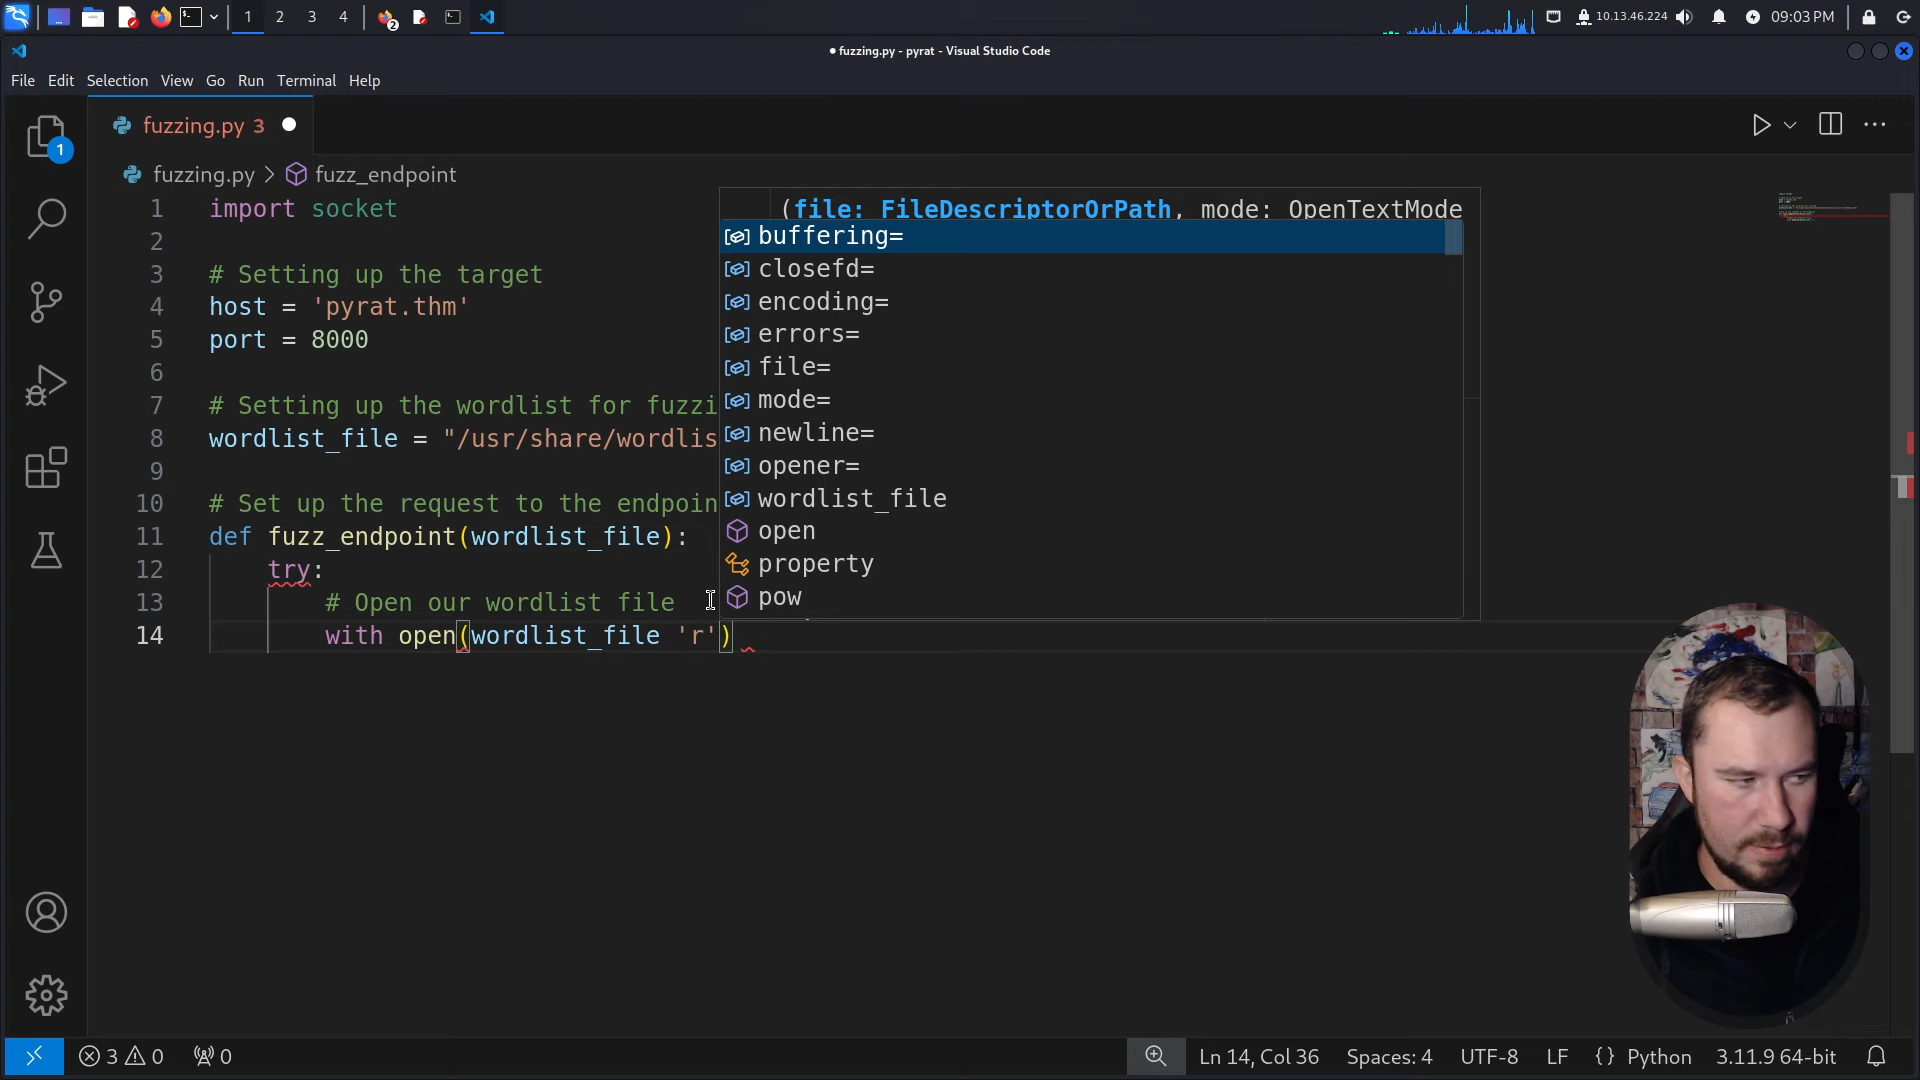 1 2 3 4 2 10.13.46.224 09:03 PM
● fuzzing.py - pyrat - Visual Studio Code
File Edit Selection View Go Run Terminal Help
fuzzing.py 3
1
fuzzing.py > fuzz_endpoint
1 import socket
2
3 # Setting up the target
4 host = 'pyrat.thm'
5 port = 8000
6
7 # Setting up the wordlist for fuzzi
8 wordlist_file = "/usr/share/wordlis
9
10 # Set up the request to the endpoin
11 def fuzz_endpoint(wordlist_file):
12 try:
13 # Open our wordlist file
14 with open(wordlist_file 'r')
(file: FileDescriptorOrPath, mode: OpenTextMode
buffering=
closefd=
encoding=
errors=
file=
mode=
newline=
opener=
wordlist_file
open
property
pow
3 0 0 Ln 14, Col 36 Spaces: 4 UTF-8 LF {} Python 3.11.9 64-bit